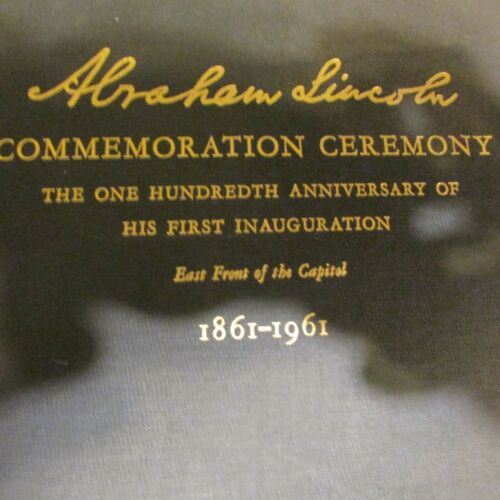 Abraham Lincoln
COMMEMORATION CEREMONY
THE ONE HUNDREDTH ANNIVERSARY OF
HIS FIRST INAUGURATION
East Front of the Capitol
1861-1961